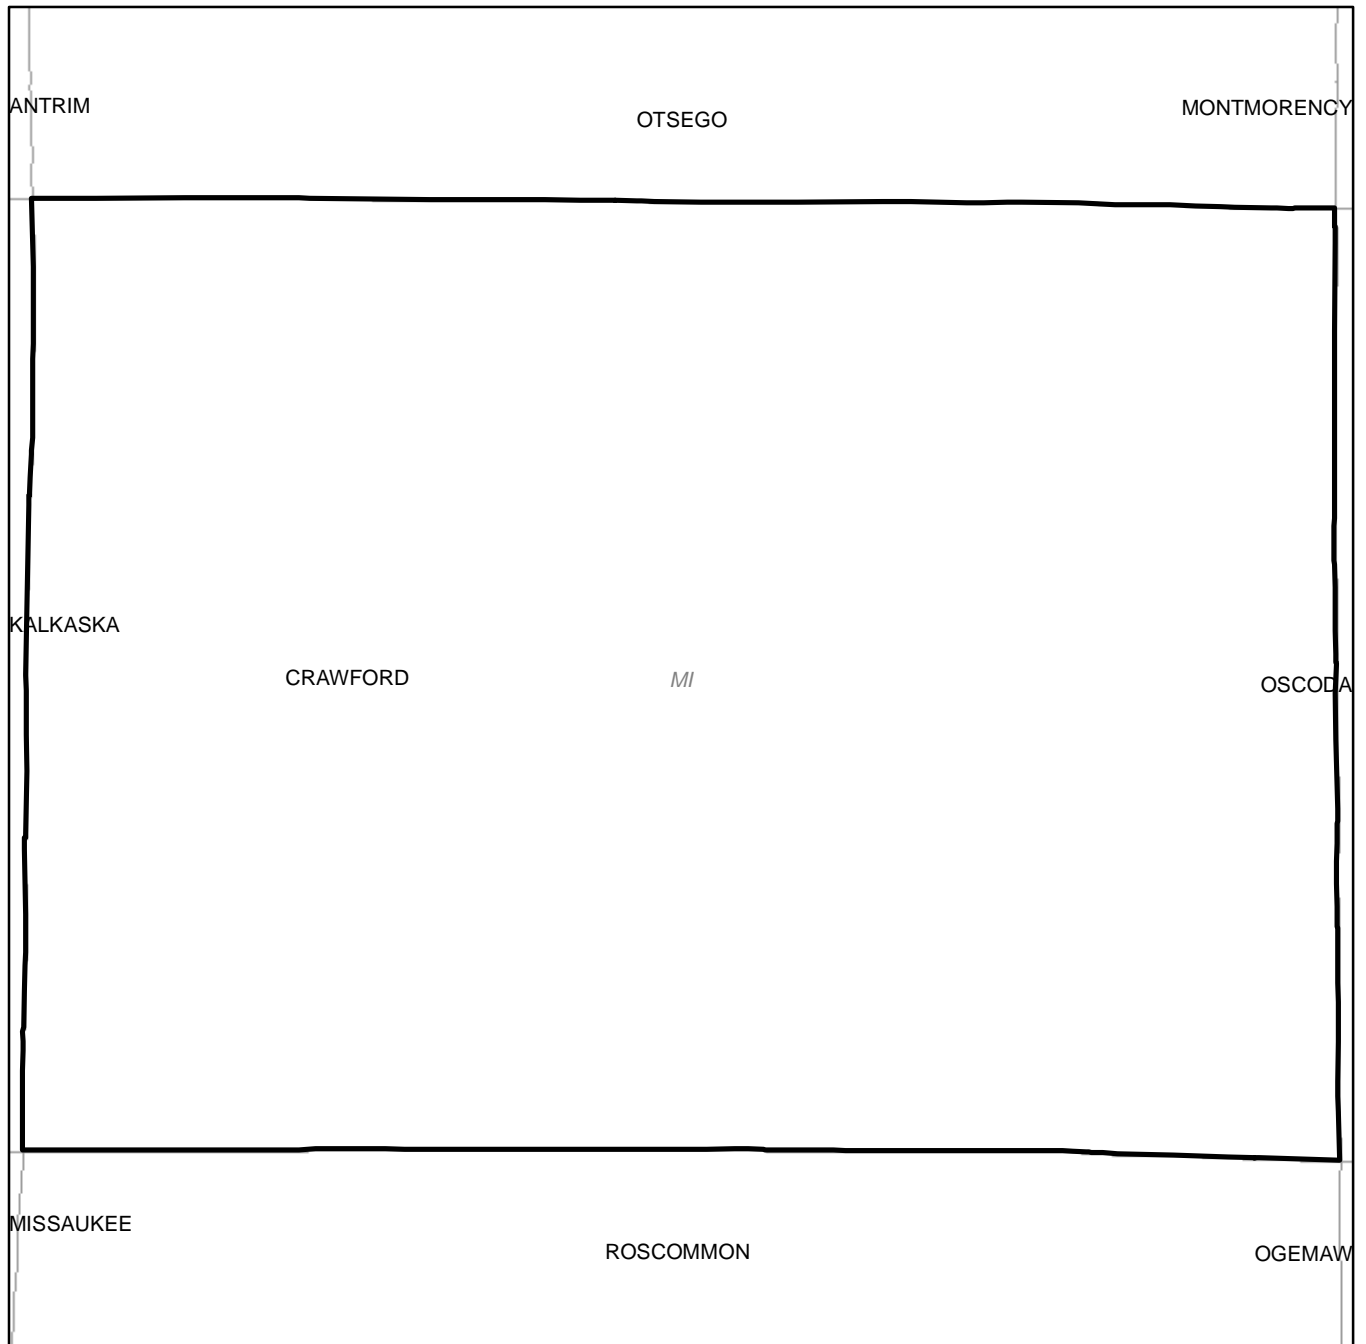 ANTRIM
OTSEGO
MONTMORENCY
KALKASKA
CRAWFORD
MI
OSCODA
MISSAUKEE
ROSCOMMON
OGEMAW